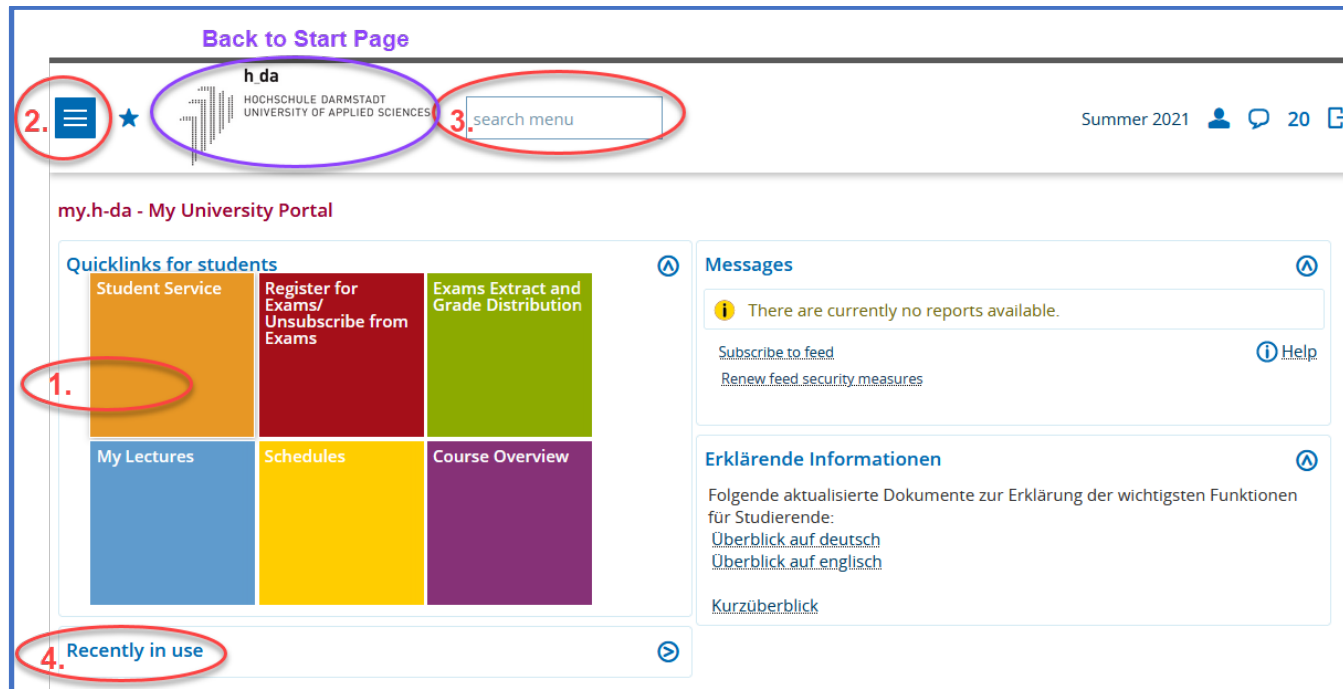 Back to Start Page
h_da
HOCHSCHULE DARMSTADT
UNIVERSITY OF APPLIED SCIENCES
2.
3.
search menu
Summer 2021
20
my.h-da - My University Portal
Quicklinks for students
Student Service
Register for
Exams/
Unsubscribe from
Exams
Exams Extract and
Grade Distribution
1.
My Lectures
Schedules
Course Overview
4.
Recently in use
Messages
There are currently no reports available.
Subscribe to feed
Help
Renew feed security measures
Erklärende Informationen
Folgende aktualisierte Dokumente zur Erklärung der wichtigsten Funktionen
für Studierende:
Überblick auf deutsch
Überblick auf englisch
Kurzüberblick